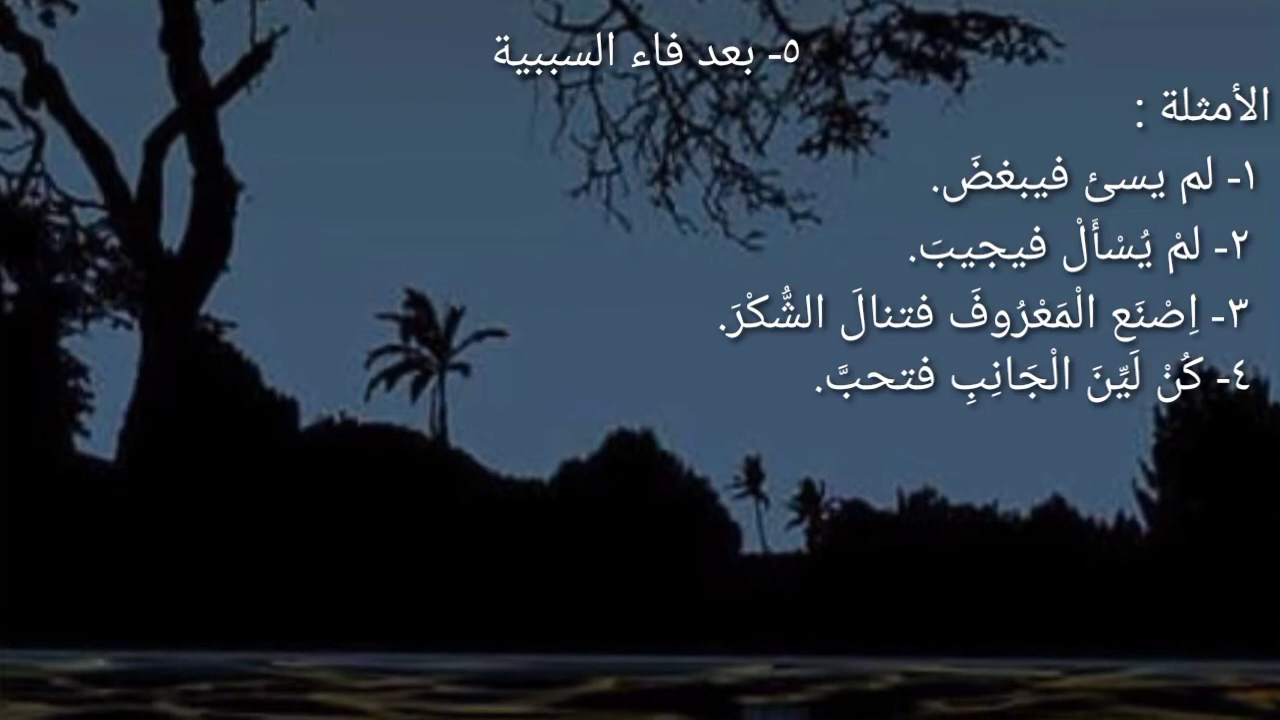 ٥- بعد فاء السببية
الأمثلة :
١- لم يسئ فيبغضَ.
٢- لمْ يُسْأَلْ فيجيبَ.
٣- اِصْنَع الْمَعْرُوفَ فتنالَ الشُّكْرَ.
٤- كُنْ لَيِّنَ الْجَانِبِ فتحبَّ.